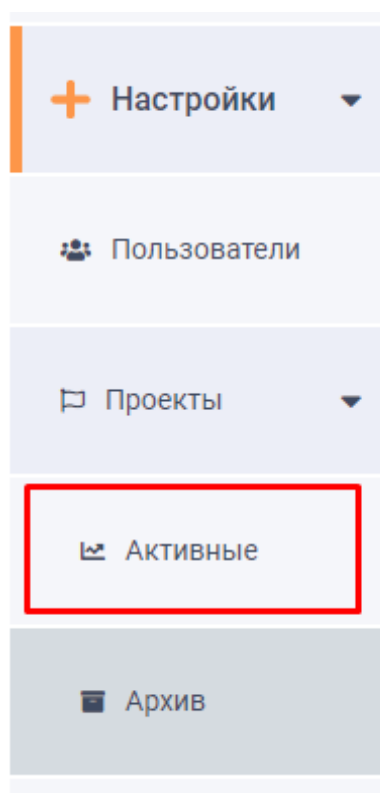 Настройки
Пользователи
Проекты
Активные
Архив